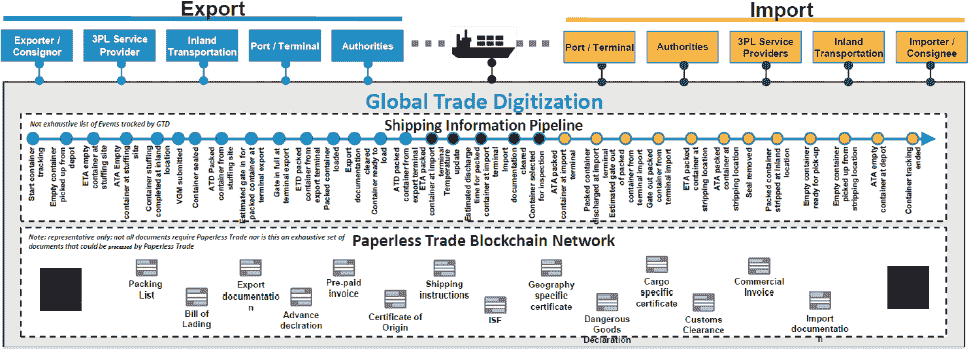 Export
Import
Exporter /
Consignor
3PL Service
Provider
Inland
Transportation
Port / Terminal
Authorities
Port / Terminal
Authorities
3PL Service
Providers
Inland
Transportation
Importer /
Consignee
Global Trade Digitization
Not exhaustive list of Events tracked by GTD
Shipping Information Pipeline
Start container
tracking
Empty container
picked up from
depot
ETA empty
container at
stuffing site
ATA Empty
container at stuffing
site
Container stuffing
completed inland
location
VGM submitted
Container sealed
ATD Packed
container from
stuffing site
Estimated gate in for
packed container at
terminal export
Gate in full at
terminal export
ETD packed
container from
export terminal
Packed container
loaded
Export
documentation
cleared
Container ready to
load
ATD packed
container from
export terminal
ETA packed
container at import
terminal
Temperature
update
Estimated discharge
time for packed
container at import
terminal
Import
documentation
cleared
Container selected
for inspection
ATA packed
container at import
terminal
Packed container
discharged at import
terminal
Estimated gate out
of packed
container from
terminal import
Gate out packed
container from
terminal import
ETA packed
container at
stripping location
ATA packed
container at
stripping location
Seal removed
Packed container
stripped at inland
location
Empty container
ready for pick-up
Empty container
picked up from
stripping location
ATA empty
container at depot
Container tracking
ended
Note: representative only: not all documents require Paperless Trade nor is this an exhaustive set of
documents that could be processed by Paperless Trade
Paperless Trade Blockchain Network
Packing
List
Bill of
Lading
Export
documentatio
n
Advance
declration
Pre-paid
invoice
Certificate of
Origin
Shipping
instructions
ISF
Geography
specific
certificate
Dangerous
Goods
Declaration
Cargo
specific
certificate
Customs
Clearance
Commercial
Invoice
Import
documentatio
n